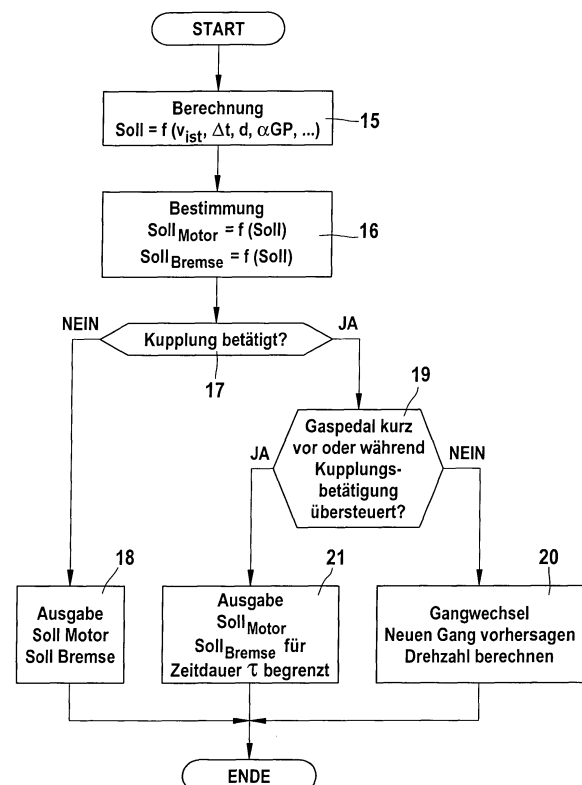 START
Berechnung
Soll = f (vist, Δt, d, αGP, ...)
15
Bestimmung
SollMotor = f (Soll)
SollBremse = f (Soll)
16
NEIN
Kupplung betätigt?
JA
17
19
Gaspedal kurz
vor oder während
Kupplungs-
betätigung
übersteuert?
JA
NEIN
18
Ausgabe
Soll Motor
Soll Bremse
21
Ausgabe
SollMotor
SollBremse für
Zeitdauer τ begrenzt
20
Gangwechsel
Neuen Gang vorhersagen
Drehzahl berechnen
ENDE